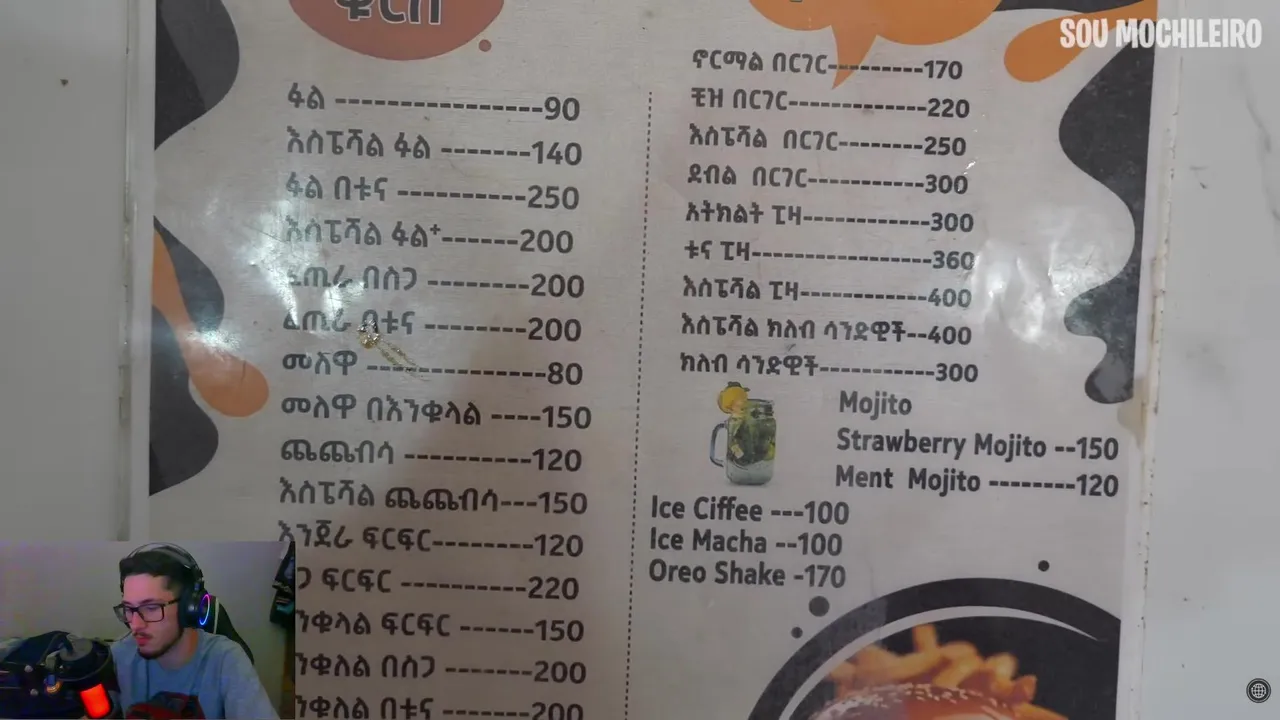 SOU MOCHILEIRO
ቁርስ
ፉል ----------------90
እስፔሻል ፉል -------140
ፉል በቱና ----------250
እስፔሻል ፉል+------200
ፈጢራ በስጋ --------200
ፈጢራ በቱና --------200
መለዋ --------------80
መለዋ በእንቁላል ----150
ጨጨብሳ ----------120
እስፔሻል ጨጨብሳ---150
እንጀራ ፍርፍር--------120
ፍርፍር ----------220
ፍርፍር ------150
በስጋ -------200
በቱና -------200
ኖርማል በርገር---------170
ቺዝ በርገር-------------220
እስፔሻል በርገር--------250
ደብል በርገር-----------300
አትክልት ፒዛ------------300
ቱና ፒዛ-----------------360
እስፔሻል ፒዛ------------400
እስፔሻል ክለብ ሳንድዊች--400
ክለብ ሳንድዊች-----------300
Mojito
Strawberry Mojito --150
Ment Mojito --------120
Ice Ciffee ---100
Ice Macha --100
Oreo Shake -170